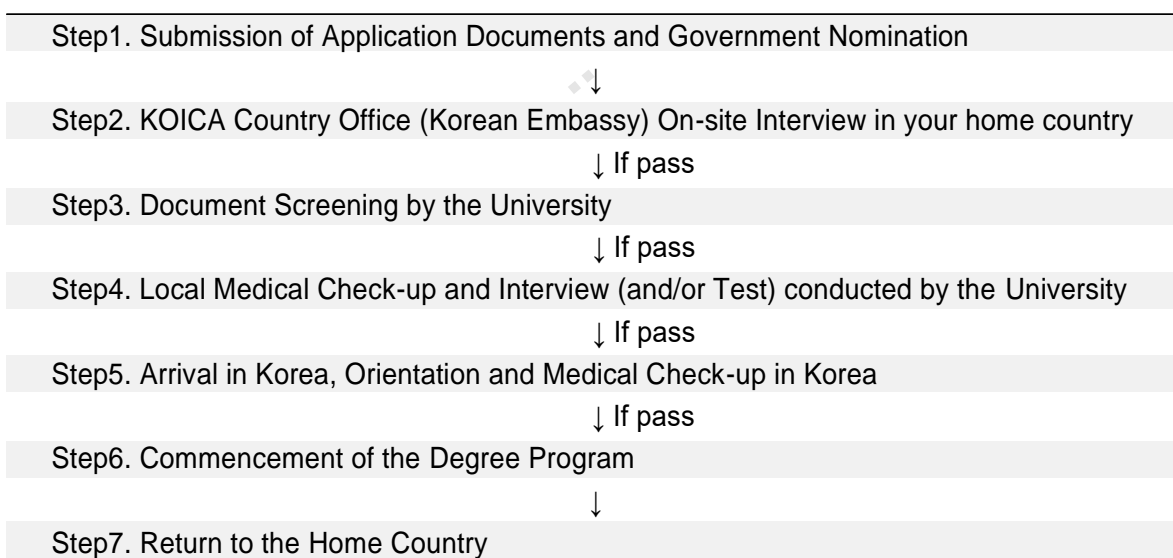 Step1. Submission of Application Documents and Government Nomination
↓
Step2. KOICA Country Office (Korean Embassy) On-site Interview in your home country
↓ If pass
Step3. Document Screening by the University
↓ If pass
Step4. Local Medical Check-up and Interview (and/or Test) conducted by the University
↓ If pass
Step5. Arrival in Korea, Orientation and Medical Check-up in Korea
↓ If pass
Step6. Commencement of the Degree Program
↓
Step7. Return to the Home Country